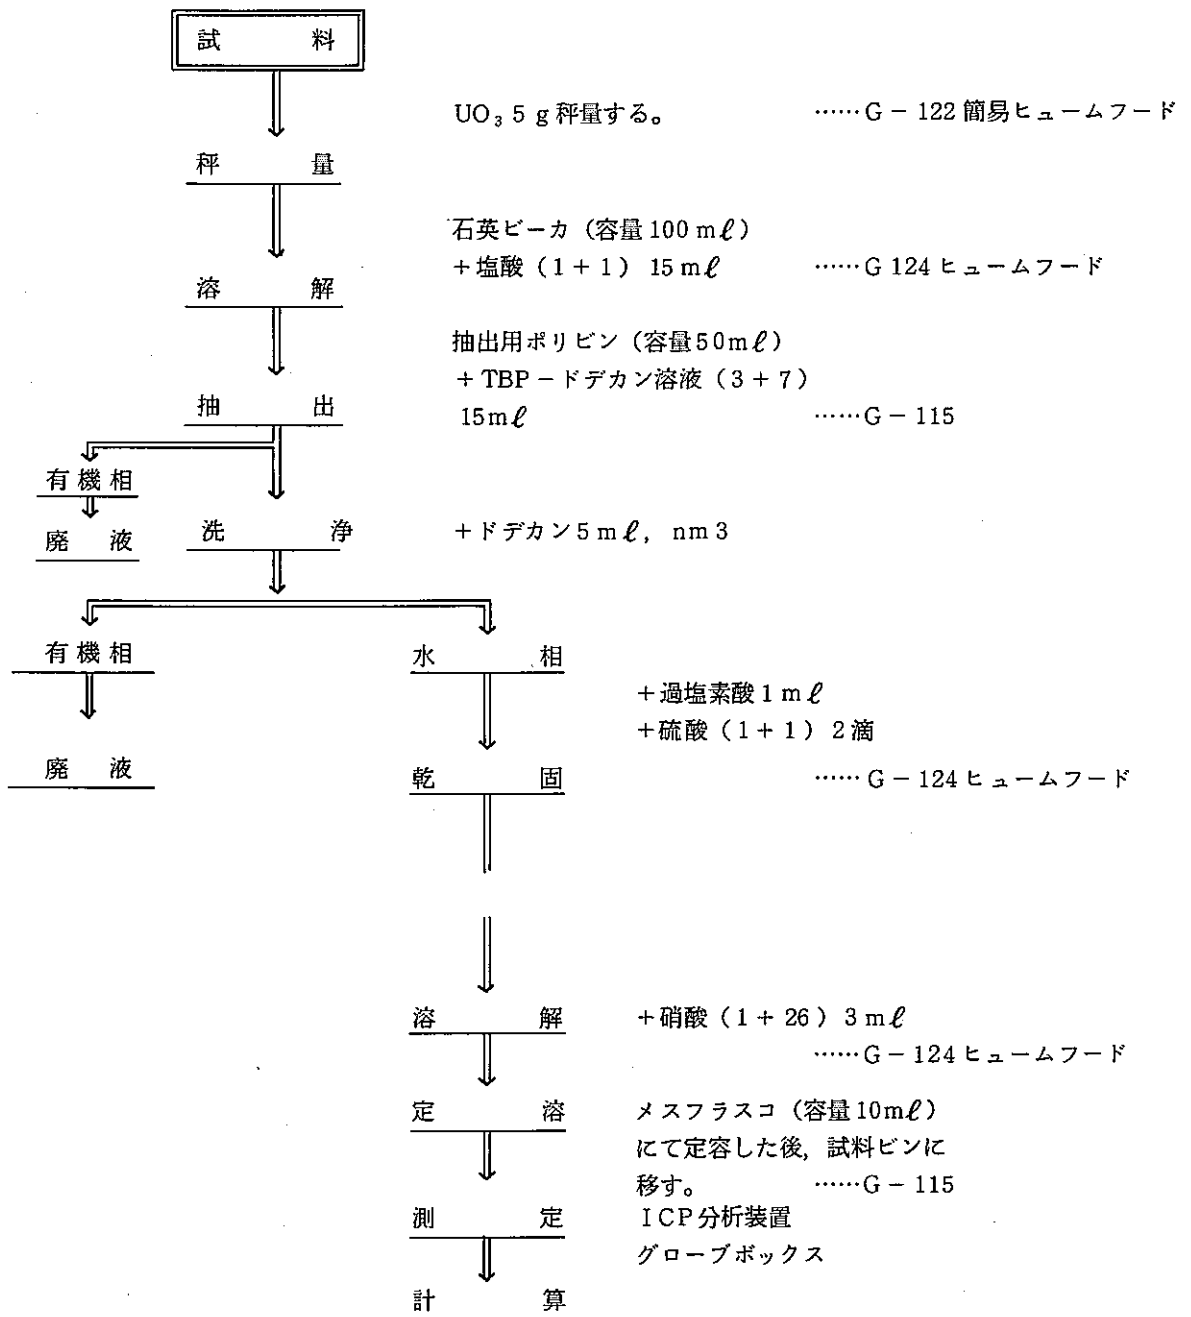 試料
UO₃ 5 g 秤量する。 ……G－122 簡易ヒュームフード
秤量
石英ビーカ（容量 100 mℓ）
＋塩酸（1＋1）15 mℓ ……G 124 ヒュームフード
溶解
抽出用ポリビン（容量50mℓ）
＋TBP－ドデカン溶液（3＋7）
抽出
15mℓ ……G－115
有機相
洗浄
＋ドデカン5 mℓ, nm 3
廃液
有機相
水相
＋過塩素酸 1 mℓ
＋硫酸（1＋1）2滴
廃液
乾固
……G－124 ヒュームフード
溶解
＋硝酸（1＋26）3 mℓ
……G－124 ヒュームフード
定溶
メスフラスコ（容量10mℓ）
にて定容した後，試料ビンに
移す。 ……G－115
測定
ICP分析装置
グローブボックス
計算